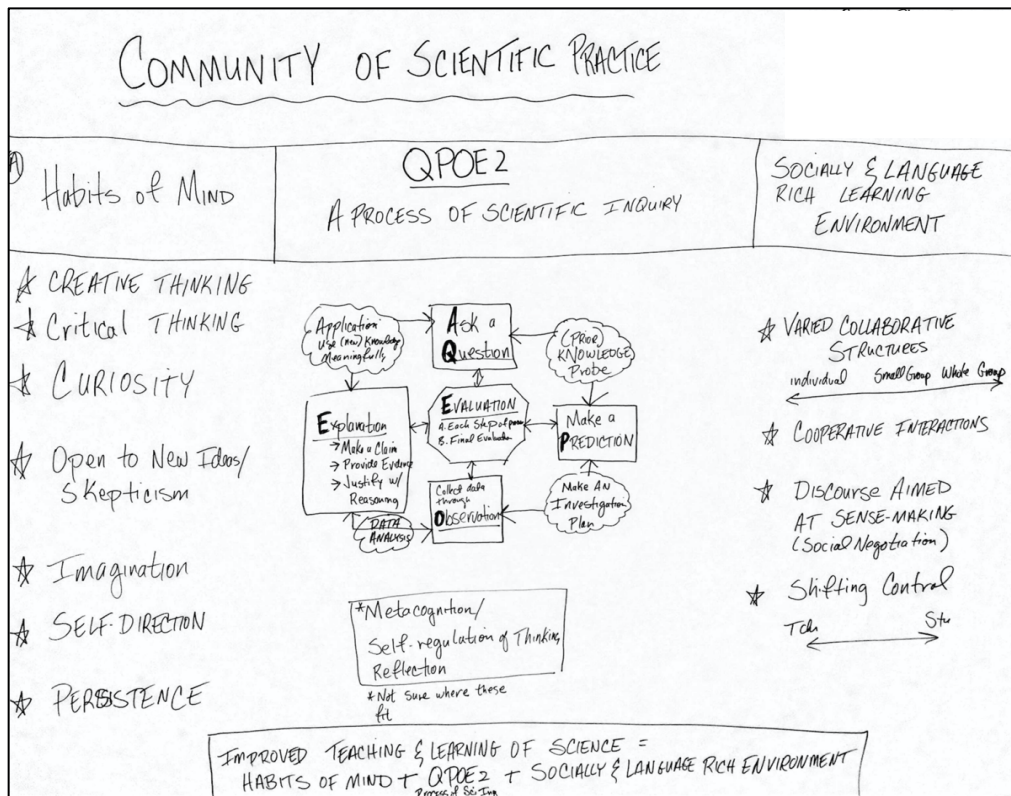 COMMUNITY OF SCIENTIFIC PRACTICE
A
Habits of MIND
QPOE2
A PROCESS OF SCIENTIFIC INQUIRY
SOCIALLY & LANGUAGE
RICH LEARNING
ENVIRONMENT
CREATIVE THINKING
Critical THINKING
CURIOSITY
Open to New Ideas/
Skepticism
Imagination
SELF-DIRECTION
PERSISTENCE
Application
Use (new) Knowledge
Meaningfully
Ask a
Question
(PRIOR)
KNOWLEDGE
Probe
Explanation
→ Make a Claim
→ Provide Evidence
→ Justify w/
Reasoning
EVALUATION
A. Each Step of
B. Final Evaluation
Make a
PREDICTION
Collect data
through
Observation
Make AN
Investigation
Plan
DATA
ANALYSIS
*Metacognition/
Self-regulation of Thinking
Reflection
*Not sure where these
fit
VARIED COLLABORATIVE
STRUCTURES
individual Small Group Whole Group
COOPERATIVE INTERACTIONS
DISCOURSE AIMED
AT SENSE-MAKING
(Social Negotiation)
Shifting Control
Tchr Stu
IMPROVED TEACHING & LEARNING OF SCIENCE =
HABITS OF MIND + QPOE2 + SOCIALLY & LANGUAGE RICH ENVIRONMENT
Process of Sci Inq